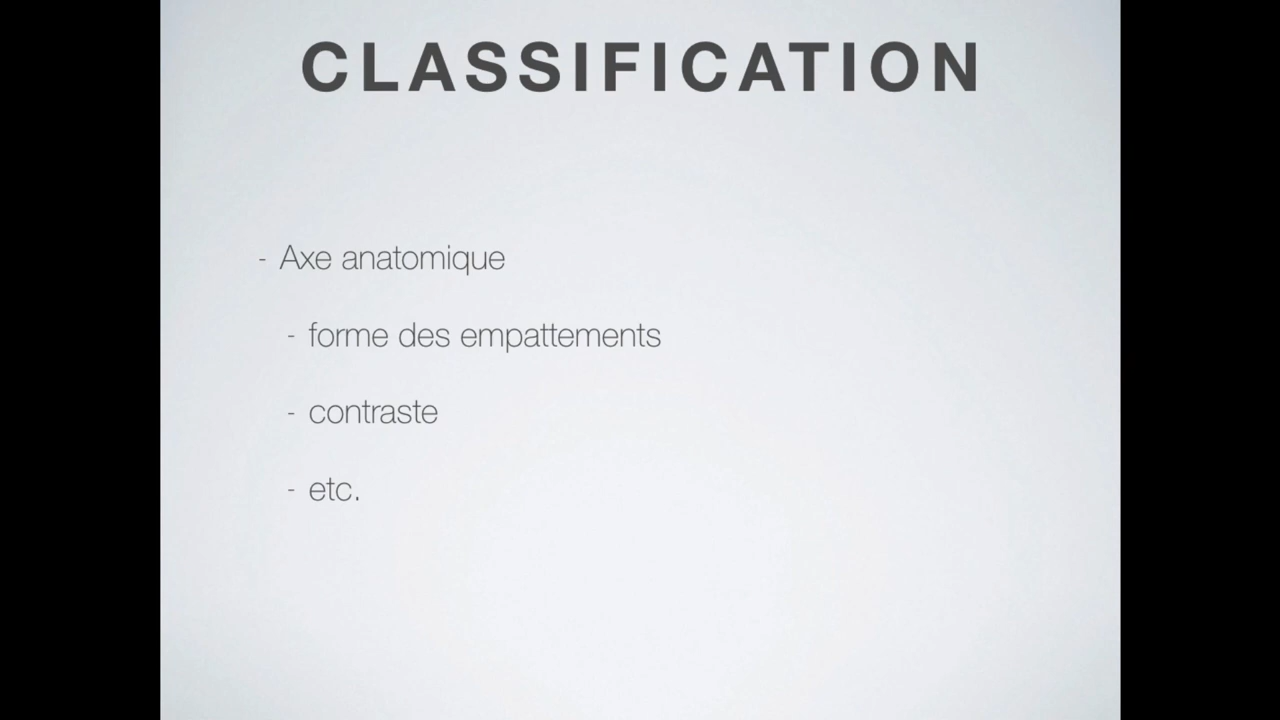 CLASSIFICATION
- Axe anatomique
- forme des empattements
- contraste
- etc.